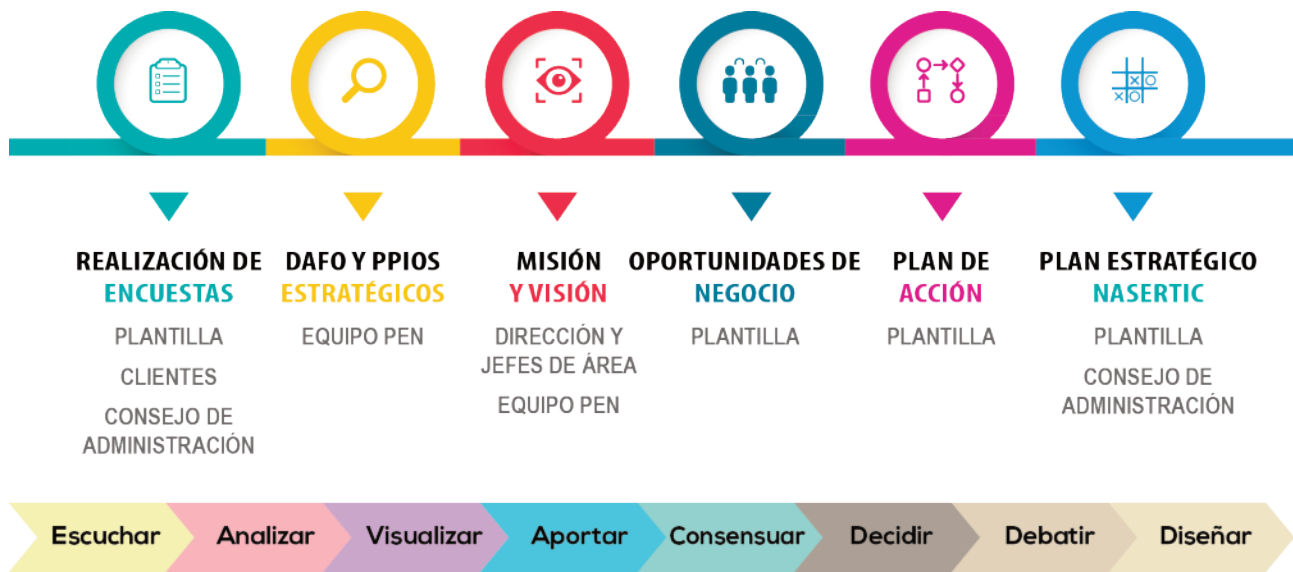 REALIZACIÓN DE
ENCUESTAS
PLANTILLA
CLIENTES
CONSEJO DE
ADMINISTRACIÓN
DAFO Y PPIOS
ESTRATÉGICOS
EQUIPO PEN
MISIÓN
Y VISIÓN
DIRECCIÓN Y
JEFES DE ÁREA
EQUIPO PEN
OPORTUNIDADES DE
NEGOCIO
PLANTILLA
PLAN DE
ACCIÓN
PLANTILLA
PLAN ESTRATÉGICO
NASERTIC
PLANTILLA
CONSEJO DE
ADMINISTRACIÓN
Escuchar
Analizar
Visualizar
Aportar
Consensuar
Decidir
Debatir
Diseñar